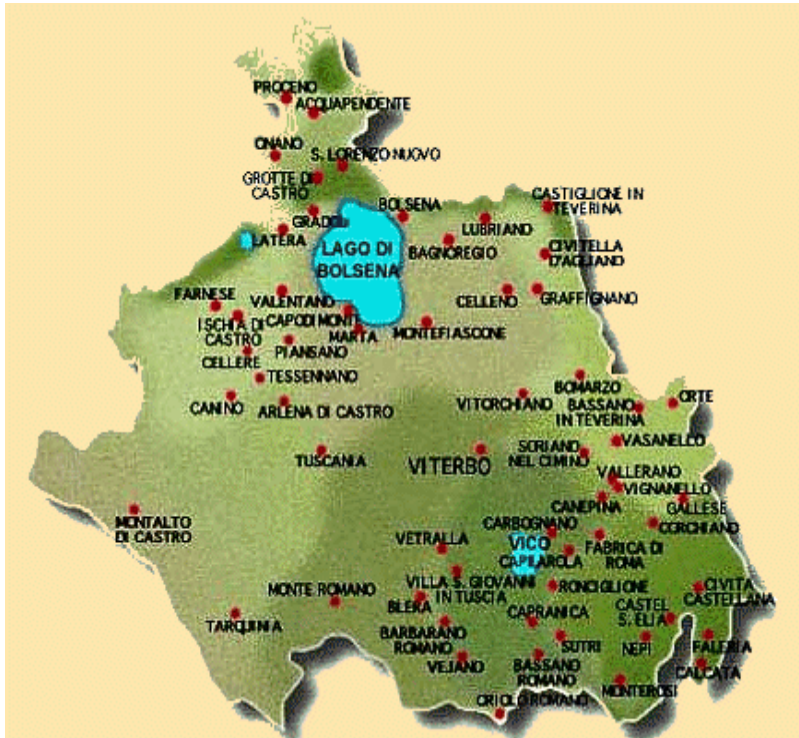 PROCENO
ACQUAPENDENTE
ONANO
S. LORENZO NUOVO
GROTTE DI
CASTRO
CASTIGLIONE IN
TEVERINA
BOLSENA
GRADOLI
LUBRIANO
LATERA
LAGO DI
BOLSENA
BAGNOREGIO
CIVITELLA
D'AGLIANO
FARNESE
VALENTANO
CELLENO
GRAFFIGNANO
ISCHIA DI
CASTRO
CAPODIMONTE
MARTA
MONTEFIASCONE
PIANSANO
CELLERE
TESSENNANO
BOMARZO
CANINO
ARLENA DI CASTRO
VITORCHIANO
BASSANO
IN TEVERINA
ORTE
VASANELLO
TUSCANIA
VITERBO
SORIANO
NEL CIMINO
VALLERANO
VIGNANELLO
CANEPINA
GALLESE
MONTALTO
DI CASTRO
CARBOGNANO
CORCHIANO
VETRALLA
VICO
CAPILAROLA
FABRICA DI
ROMA
MONTE ROMANO
VILLA S. GIOVANNI
IN TUSCIA
RONCIGLIONE
CIVITA
CASTELLANA
BLERA
TARQUINIA
CAPRANICA
CASTEL
S. ELIA
BARBARANO
ROMANO
SUTRI
NEPI
FALERIA
VEJANO
BASSANO
ROMANO
CALCATA
MONTEROSI
ORIOLO ROMANO